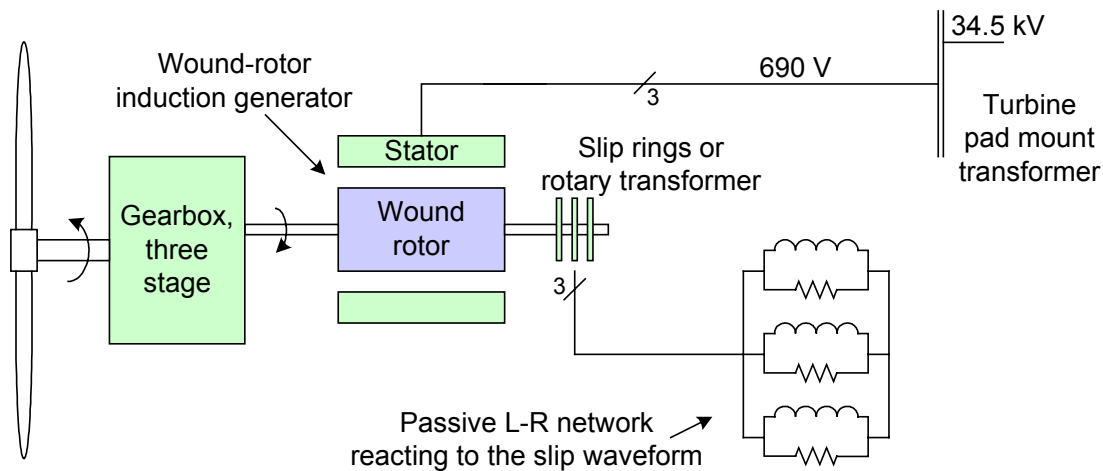 34.5 kV
Wound-rotor
induction generator
690 V
3
Turbine
pad mount
transformer
Stator
Slip rings or
rotary transformer
Gearbox,
three
stage
Wound
rotor
3
Passive L-R network
reacting to the slip waveform